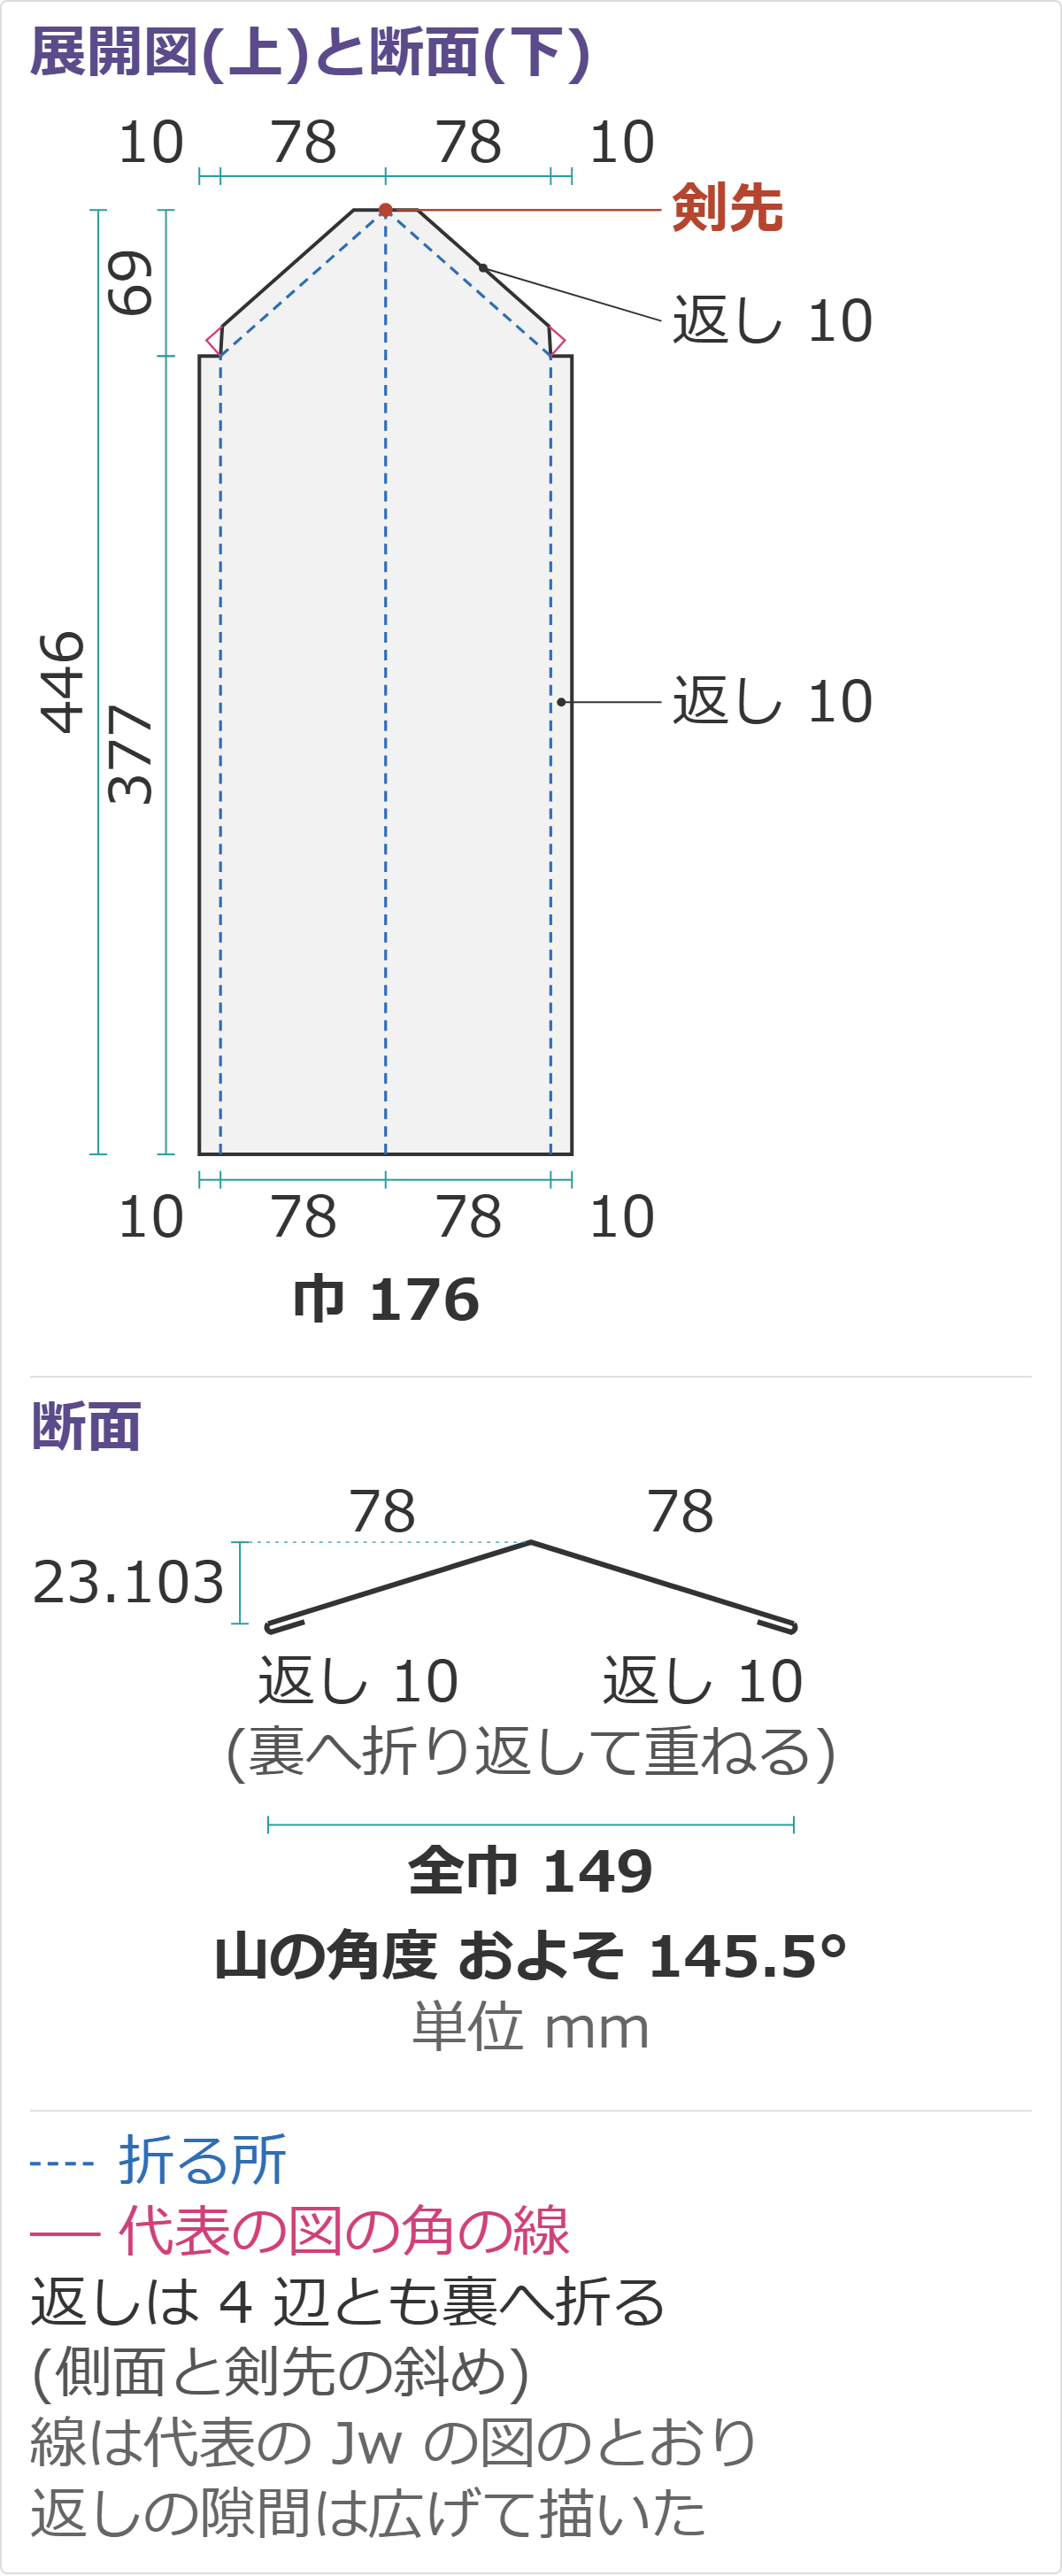 展開図(上)と断面(下)
10 78 78 10
剣先
69
返し 10
446
377
返し 10
10 78 78 10
巾 176
断面
78 78
23.103
返し 10 返し 10
(裏へ折り返して重ねる)
全巾 149
山の角度 およそ 145.5°
単位 mm
折る所
代表の図の角の線
返しは 4 辺とも裏へ折る
(側面と剣先の斜め)
線は代表の Jw の図のとおり
返しの隙間は広げて描いた